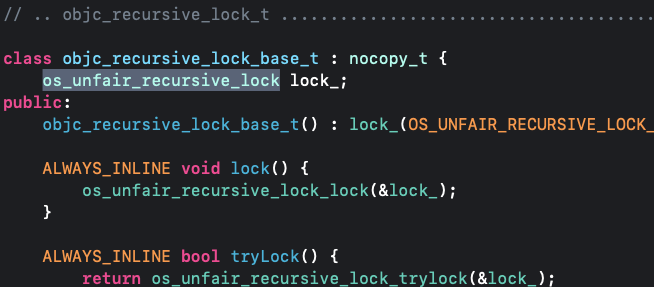 // .. objc_recursive_lock_t ......................................
class objc_recursive_lock_base_t : nocopy_t {
    os_unfair_recursive_lock lock_;
public:
    objc_recursive_lock_base_t() : lock_(OS_UNFAIR_RECURSIVE_LOCK_
    ALWAYS_INLINE void lock() {
        os_unfair_recursive_lock_lock(&lock_);
    }
    ALWAYS_INLINE bool tryLock() {
        return os_unfair_recursive_lock_trylock(&lock_);